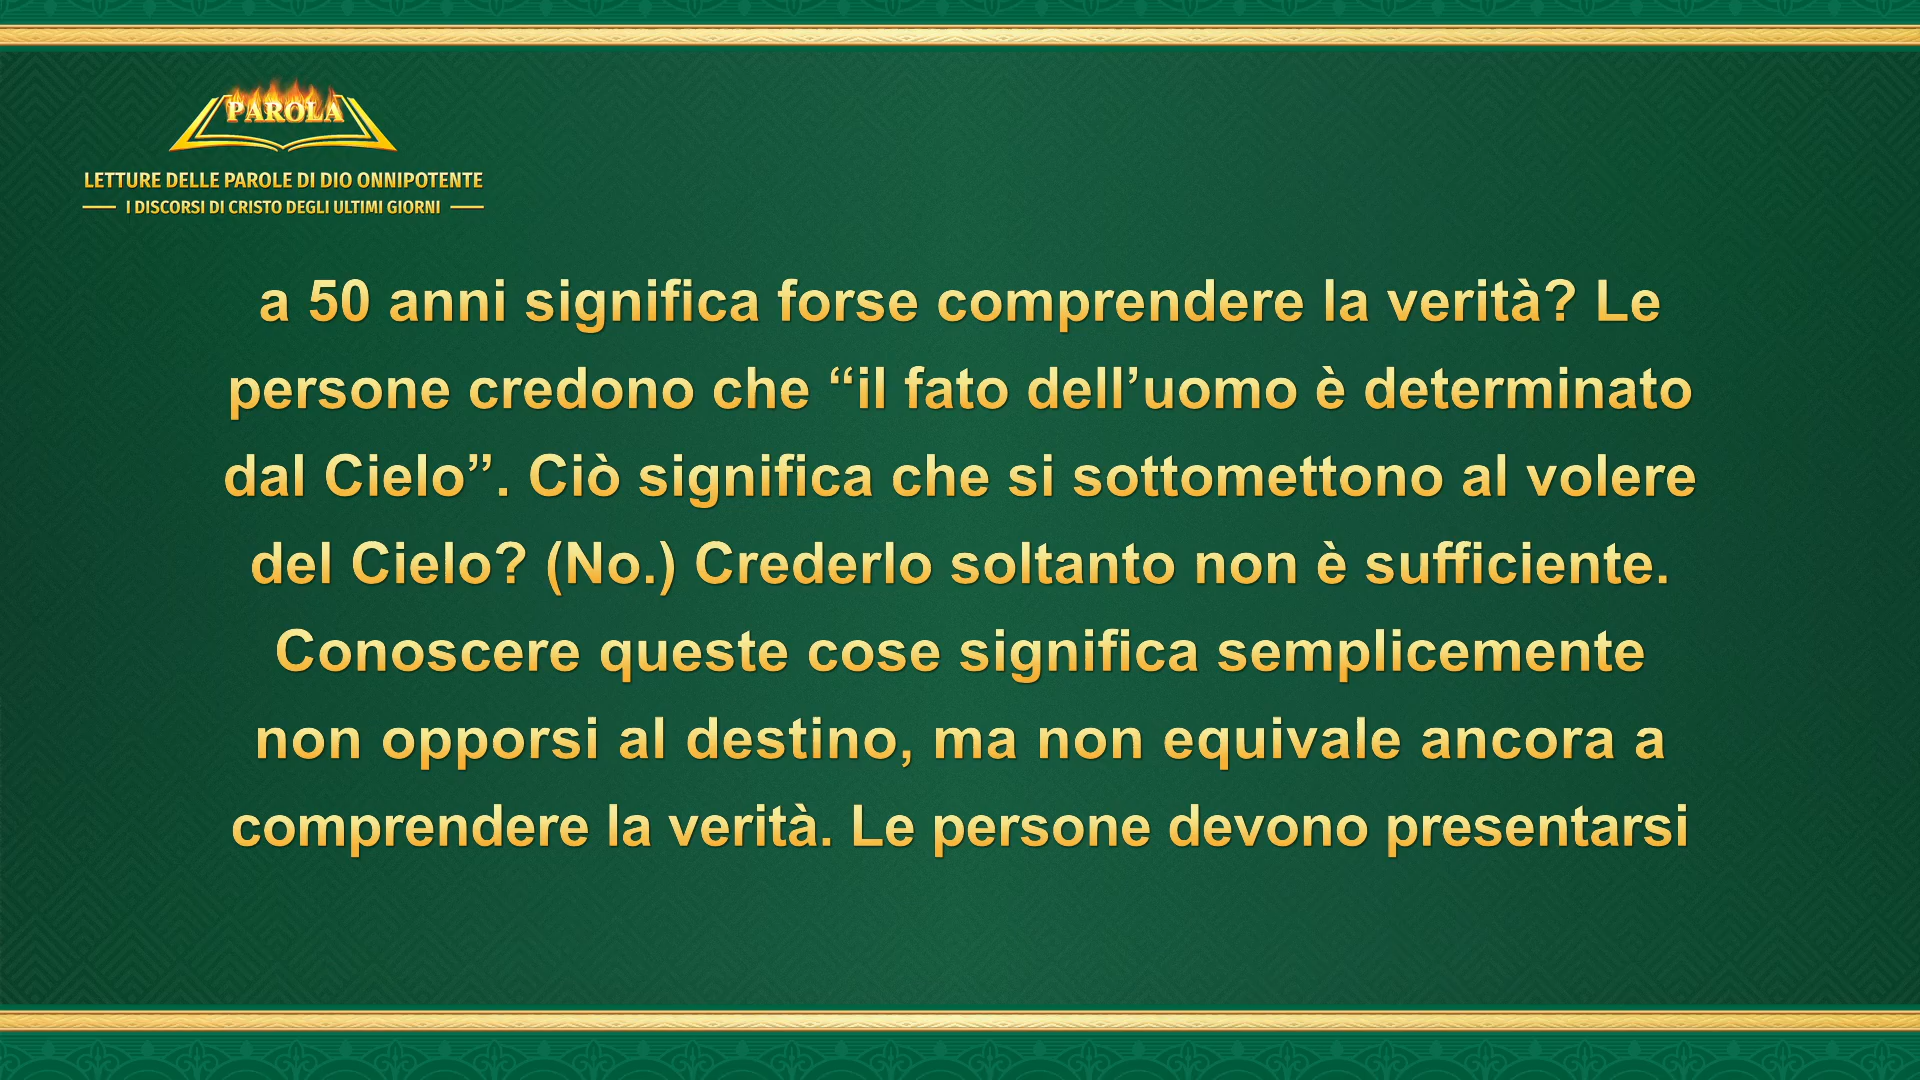 PAROLA
LETTURE DELLE PAROLE DI DIO ONNIPOTENTE
I DISCORSI DI CRISTO DEGLI ULTIMI GIORNI
a 50 anni significa forse comprendere la verità? Le
persone credono che “il fato dell’uomo è determinato
dal Cielo”. Ciò significa che si sottomettono al volere
del Cielo? (No.) Crederlo soltanto non è sufficiente.
Conoscere queste cose significa semplicemente
non opporsi al destino, ma non equivale ancora a
comprendere la verità. Le persone devono presentarsi